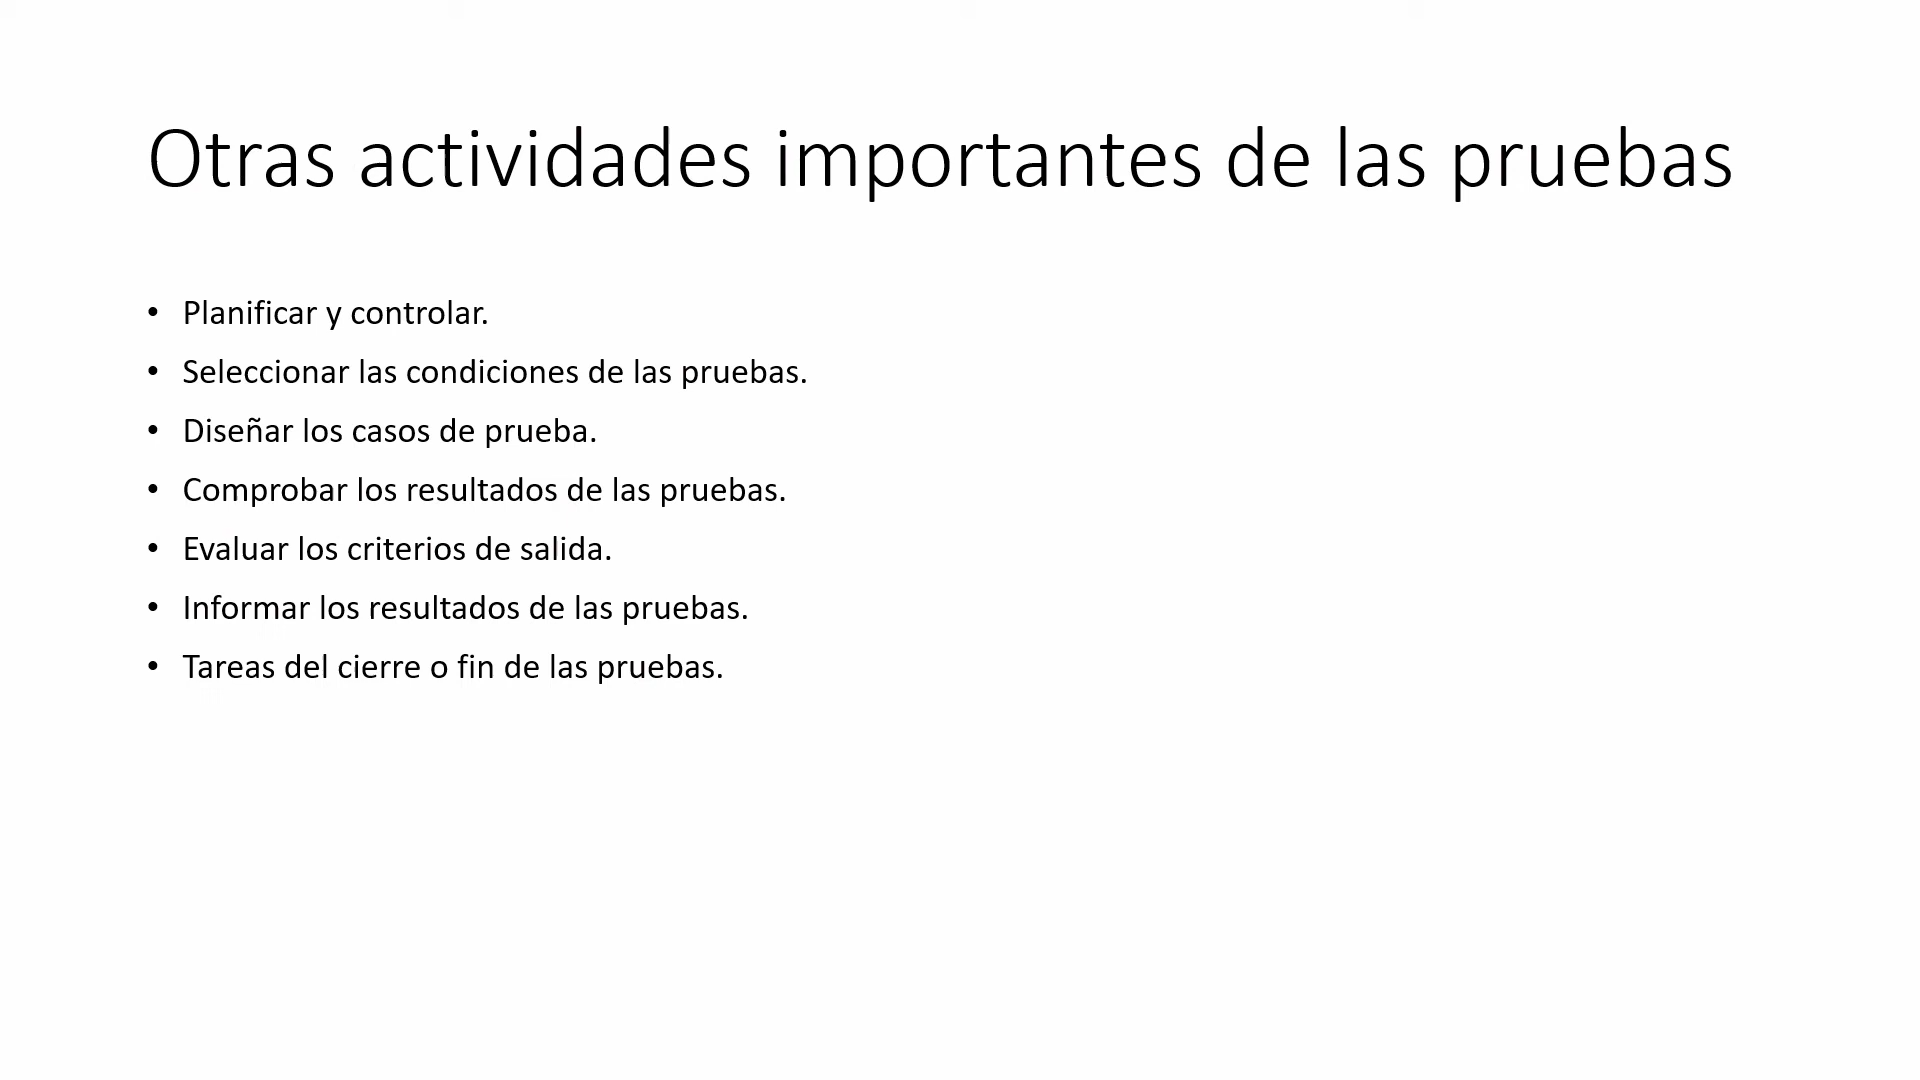 Otras actividades importantes de las pruebas
• Planificar y controlar.
• Seleccionar las condiciones de las pruebas.
• Diseñar los casos de prueba.
• Comprobar los resultados de las pruebas.
• Evaluar los criterios de salida.
• Informar los resultados de las pruebas.
• Tareas del cierre o fin de las pruebas.